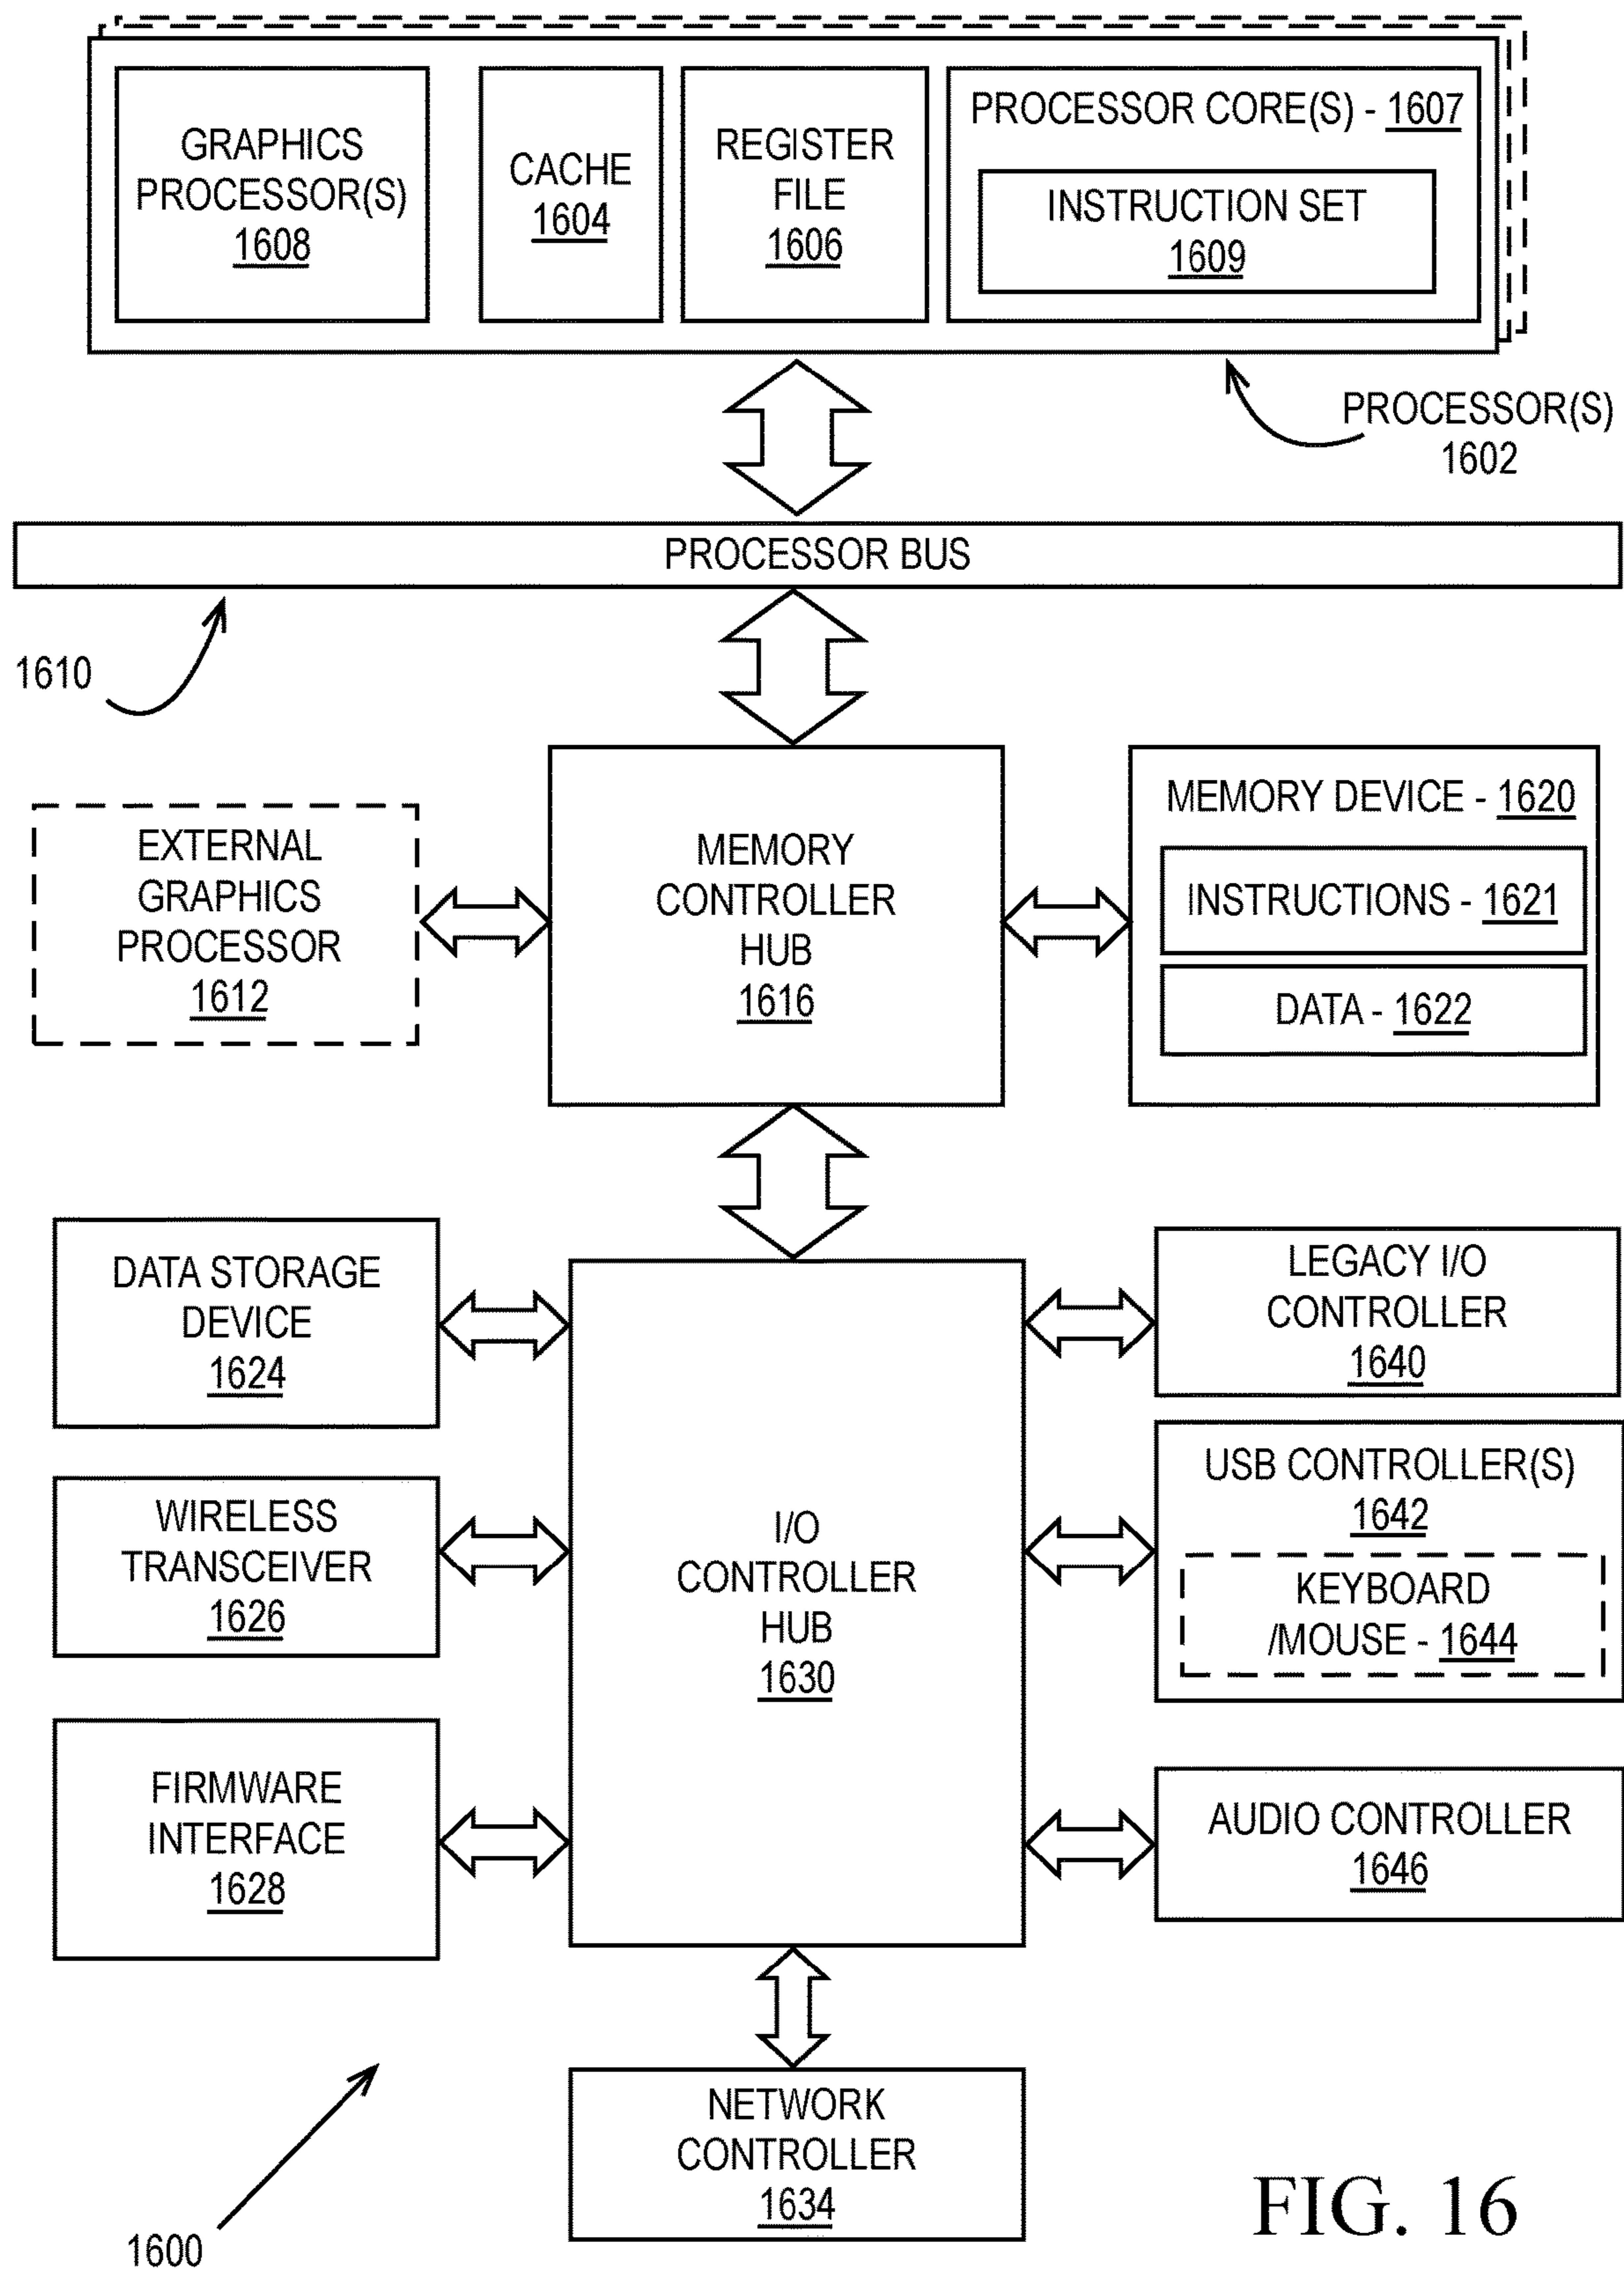 GRAPHICS
PROCESSOR(S)
1608
CACHE
1604
REGISTER
FILE
1606
PROCESSOR CORE(S) - 1607
INSTRUCTION SET
1609
PROCESSOR(S)
1602
PROCESSOR BUS
1610
EXTERNAL
GRAPHICS
PROCESSOR
1612
MEMORY
CONTROLLER
HUB
1616
MEMORY DEVICE - 1620
INSTRUCTIONS - 1621
DATA - 1622
DATA STORAGE
DEVICE
1624
WIRELESS
TRANSCEIVER
1626
FIRMWARE
INTERFACE
1628
I/O
CONTROLLER
HUB
1630
LEGACY I/O
CONTROLLER
1640
USB CONTROLLER(S)
1642
KEYBOARD
/MOUSE - 1644
AUDIO CONTROLLER
1646
NETWORK
CONTROLLER
1634
1600
FIG. 16